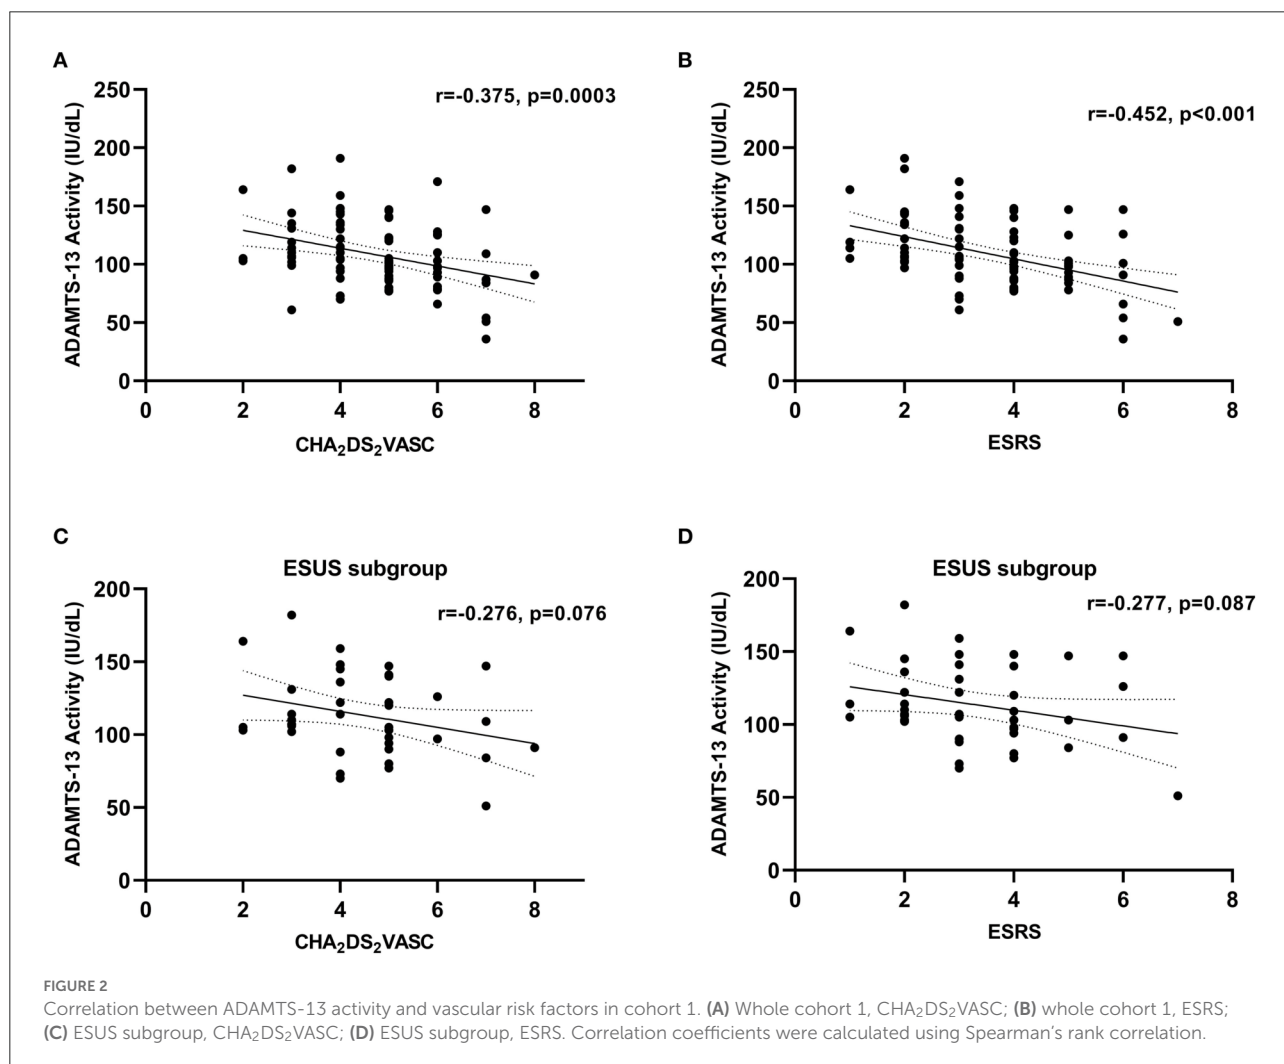 A
ADAMTS-13 Activity (IU/dL)
250
200
150
100
50
0
r=-0.375, p=0.0003
0 2 4 6 8
CHA₂DS₂VASC
B
ADAMTS-13 Activity (IU/dL)
250
200
150
100
50
0
r=-0.452, p<0.001
0 2 4 6 8
ESRS
C
ESUS subgroup
ADAMTS-13 Activity (IU/dL)
200
150
100
50
0
r=-0.276, p=0.076
0 2 4 6 8
CHA₂DS₂VASC
D
ESUS subgroup
ADAMTS-13 Activity (IU/dL)
200
150
100
50
0
r=-0.277, p=0.087
0 2 4 6 8
ESRS
FIGURE 2
Correlation between ADAMTS-13 activity and vascular risk factors in cohort 1. (A) Whole cohort 1, CHA₂DS₂VASC; (B) whole cohort 1, ESRS;
(C) ESUS subgroup, CHA₂DS₂VASC; (D) ESUS subgroup, ESRS. Correlation coefficients were calculated using Spearman's rank correlation.